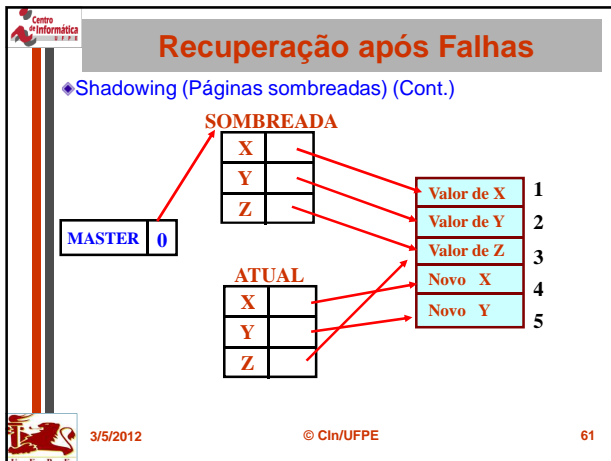 Centro
de Informática
U F P E
Recuperação após Falhas
Shadowing (Páginas sombreadas) (Cont.)
SOMBREADA
X
Y
Z
MASTER 0
ATUAL
X
Y
Z
Valor de X 1
Valor de Y 2
Valor de Z 3
Novo X 4
Novo Y 5
U F P E
3/5/2012 © CIn/UFPE 61